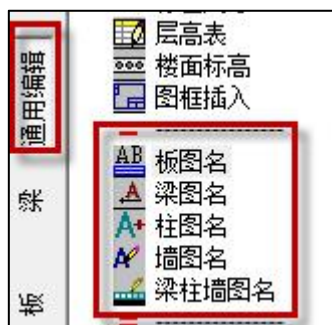 层高表
楼面标高
图框插入
通用编辑
AB 板图名
A 梁图名
A+ 柱图名
A 墙图名
梁柱墙图名
梁
板